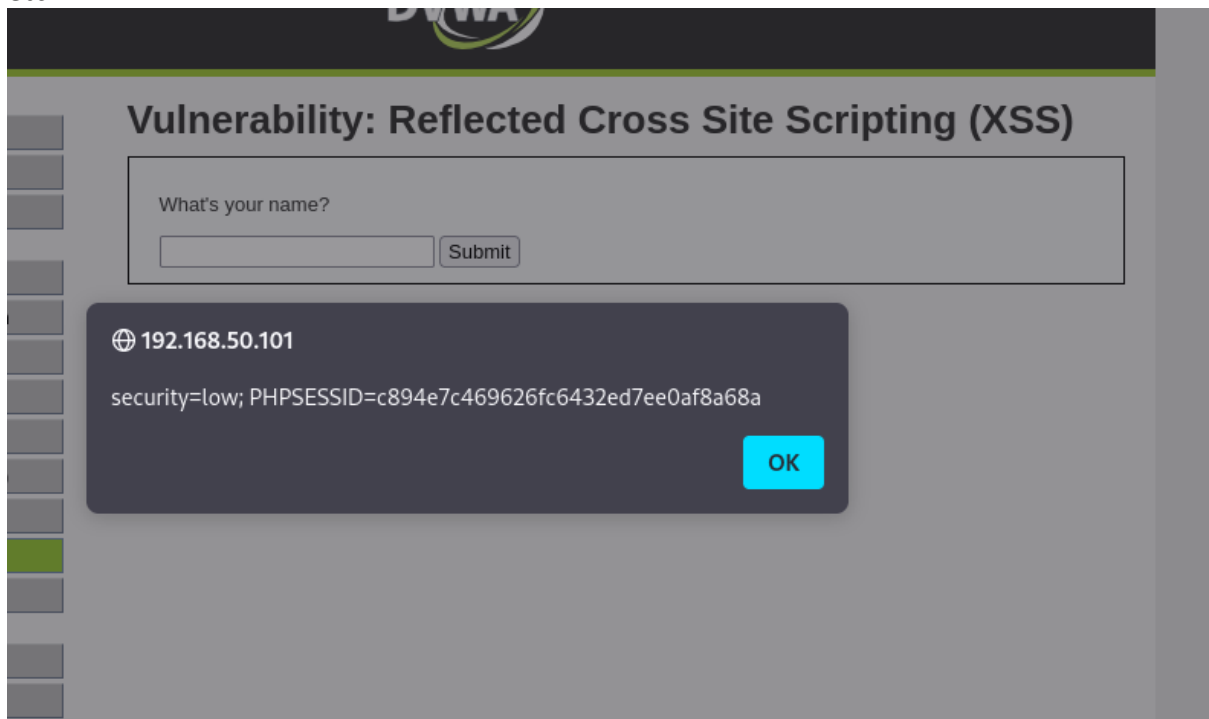 DVWA
Vulnerability: Reflected Cross Site Scripting (XSS)
What's your name?
Submit
192.168.50.101
security=low; PHPSESSID=c894e7c469626fc6432ed7ee0af8a68a
OK